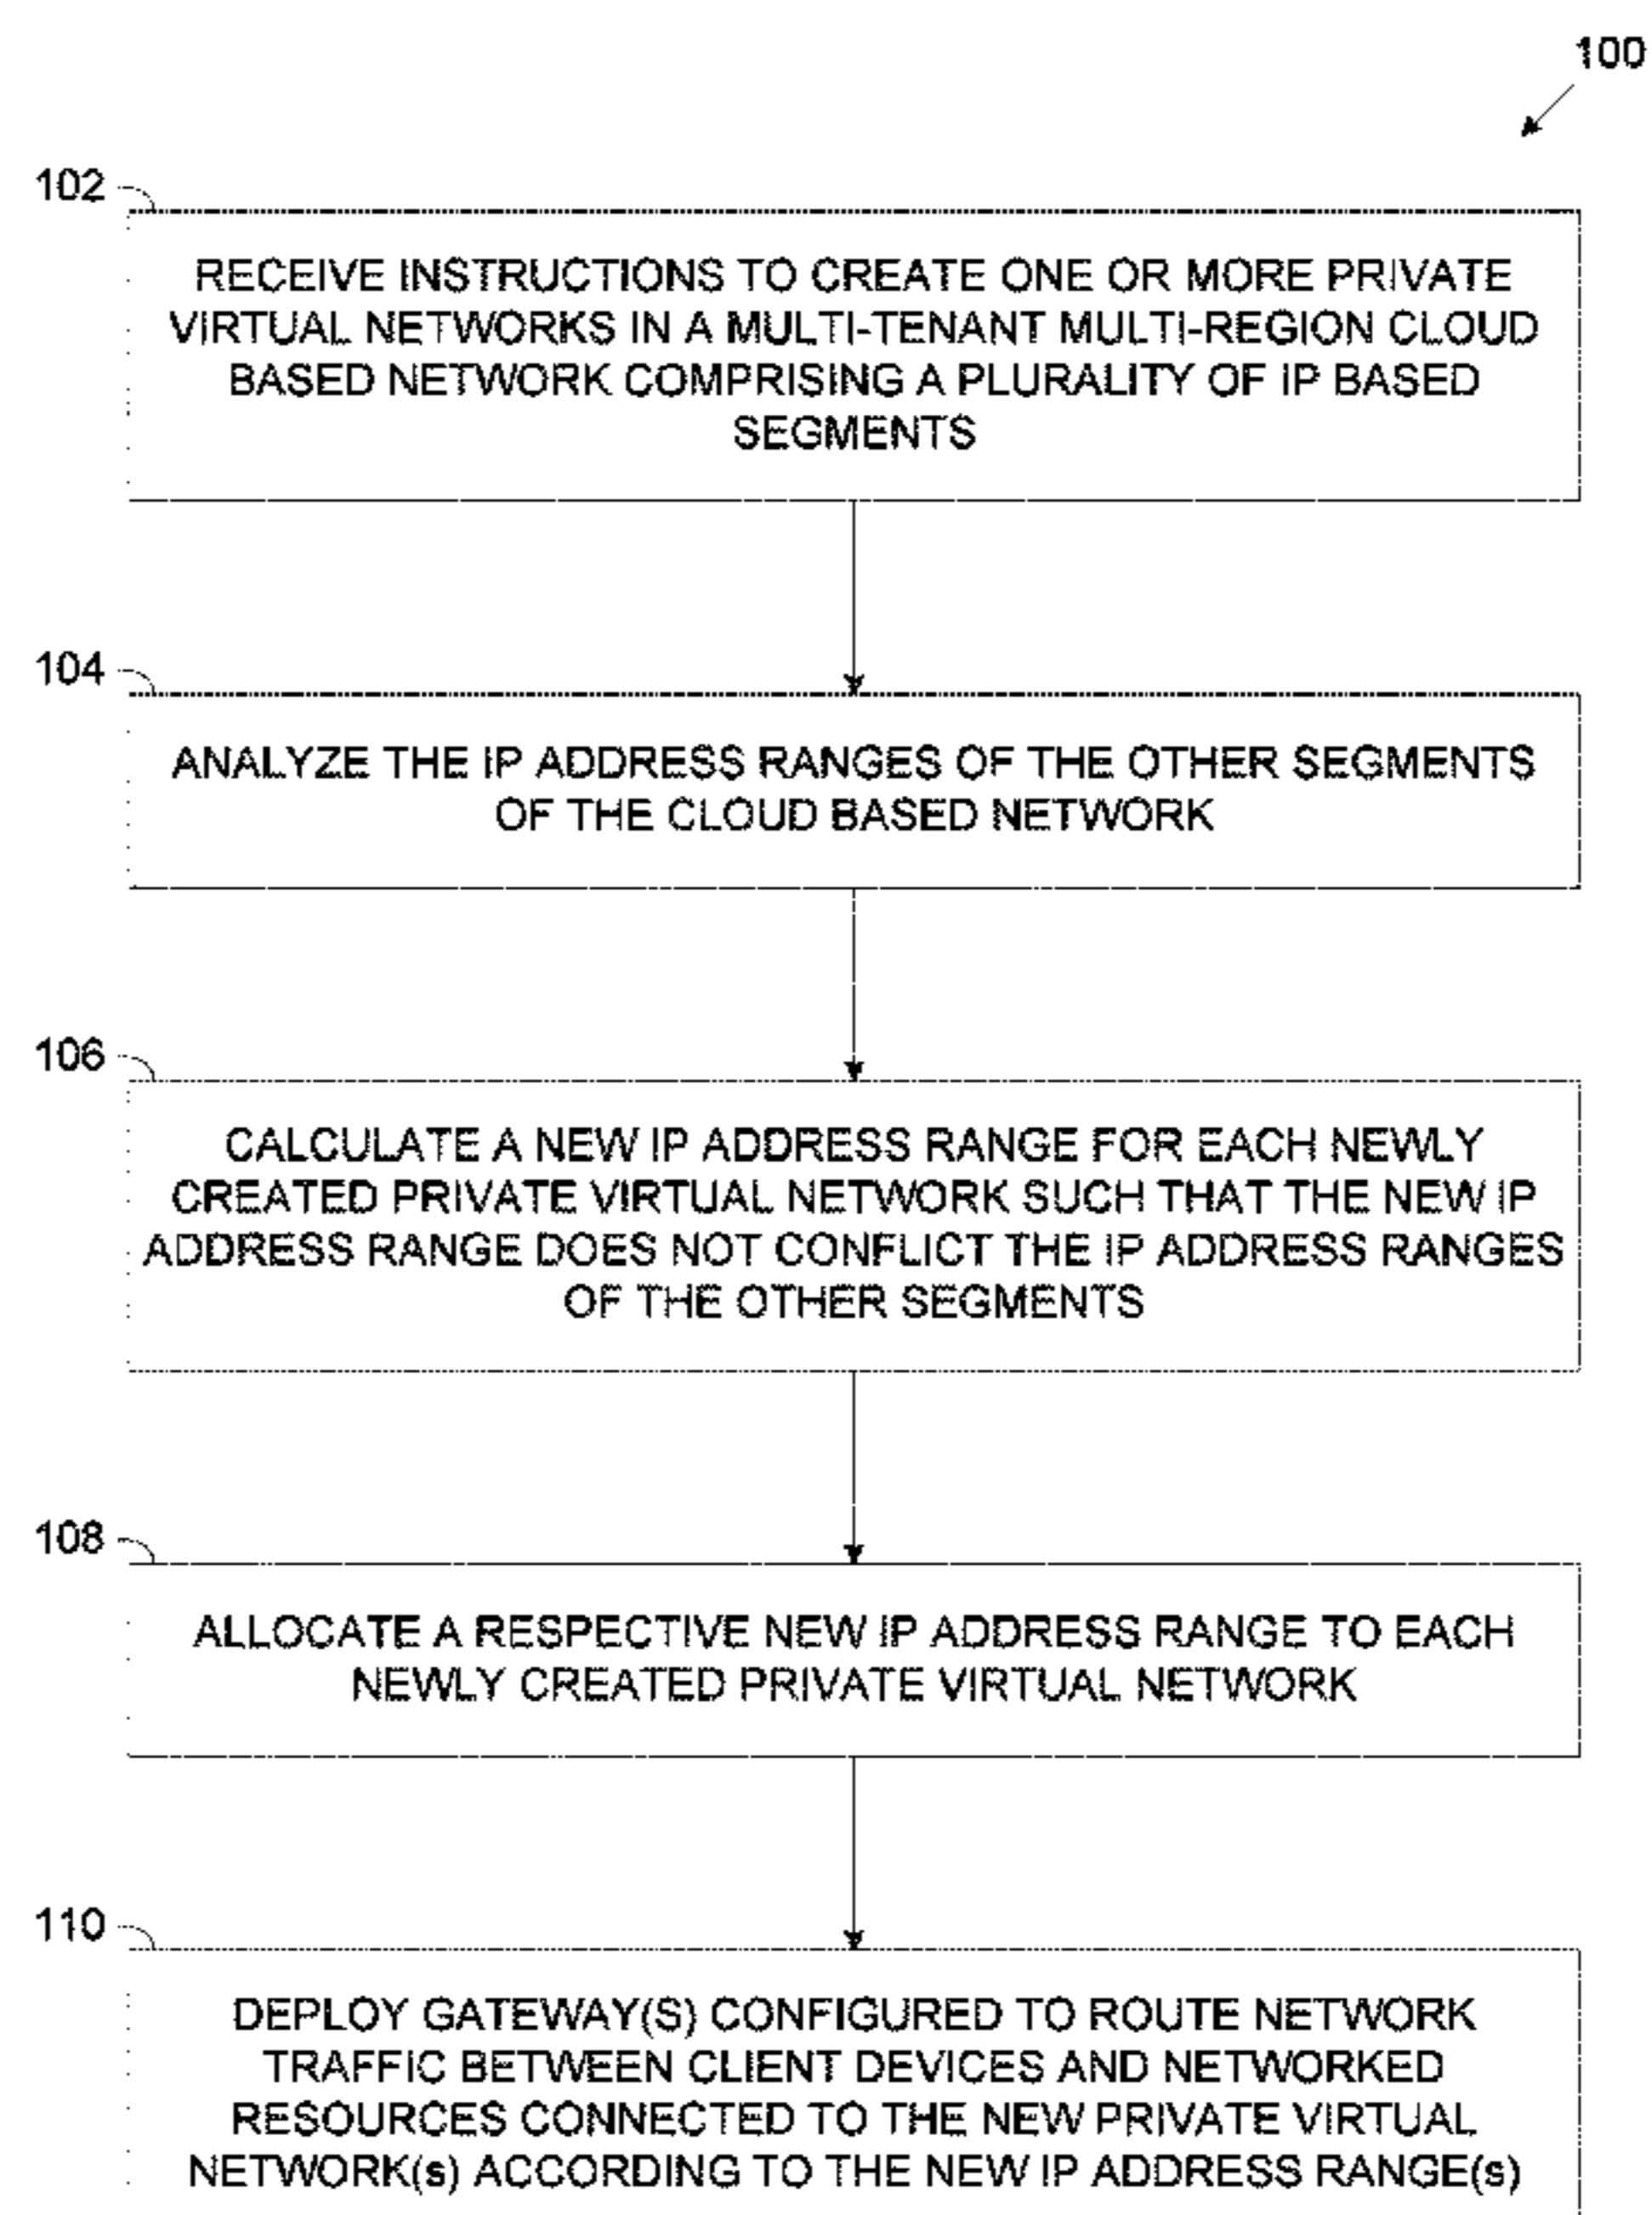 100
102
RECEIVE INSTRUCTIONS TO CREATE ONE OR MORE PRIVATE
VIRTUAL NETWORKS IN A MULTI-TENANT MULTI-REGION CLOUD
BASED NETWORK COMPRISING A PLURALITY OF IP BASED
SEGMENTS
104
ANALYZE THE IP ADDRESS RANGES OF THE OTHER SEGMENTS
OF THE CLOUD BASED NETWORK
106
CALCULATE A NEW IP ADDRESS RANGE FOR EACH NEWLY
CREATED PRIVATE VIRTUAL NETWORK SUCH THAT THE NEW IP
ADDRESS RANGE DOES NOT CONFLICT THE IP ADDRESS RANGES
OF THE OTHER SEGMENTS
108
ALLOCATE A RESPECTIVE NEW IP ADDRESS RANGE TO EACH
NEWLY CREATED PRIVATE VIRTUAL NETWORK
110
DEPLOY GATEWAY(S) CONFIGURED TO ROUTE NETWORK
TRAFFIC BETWEEN CLIENT DEVICES AND NETWORKED
RESOURCES CONNECTED TO THE NEW PRIVATE VIRTUAL
NETWORK(s) ACCORDING TO THE NEW IP ADDRESS RANGE(s)